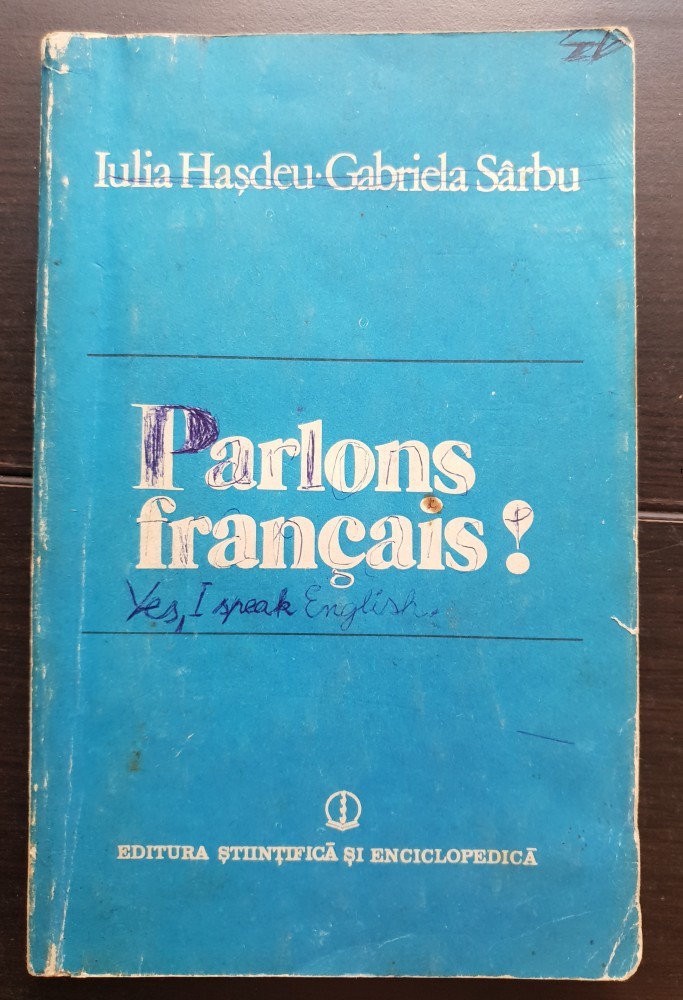 Iulia Hașdeu · Gabriela Sârbu
Parlons
français!
Yes, I speak English.
EDITURA ȘTIINȚIFICĂ ȘI ENCICLOPEDICĂ